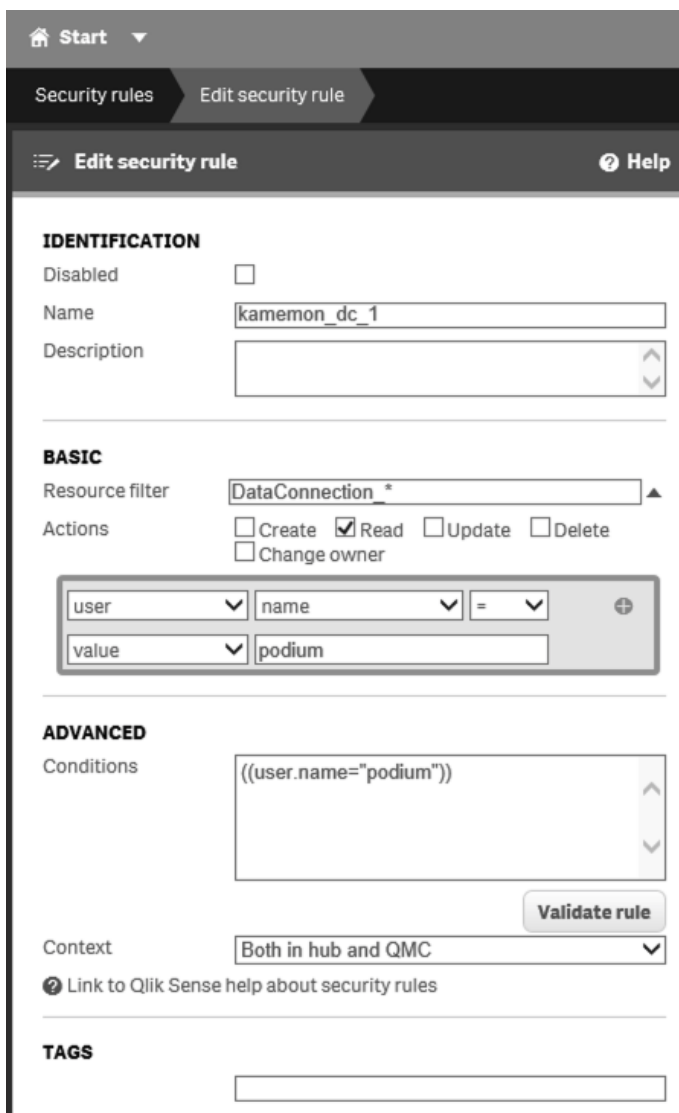 Start
Security rules Edit security rule
Edit security rule Help
IDENTIFICATION
Disabled
Name kamemon_dc_1
Description
BASIC
Resource filter DataConnection_*
Actions Create Read Update Delete
Change owner
user name =
value podium
ADVANCED
Conditions ((user.name="podium"))
Validate rule
Context Both in hub and QMC
Link to Qlik Sense help about security rules
TAGS